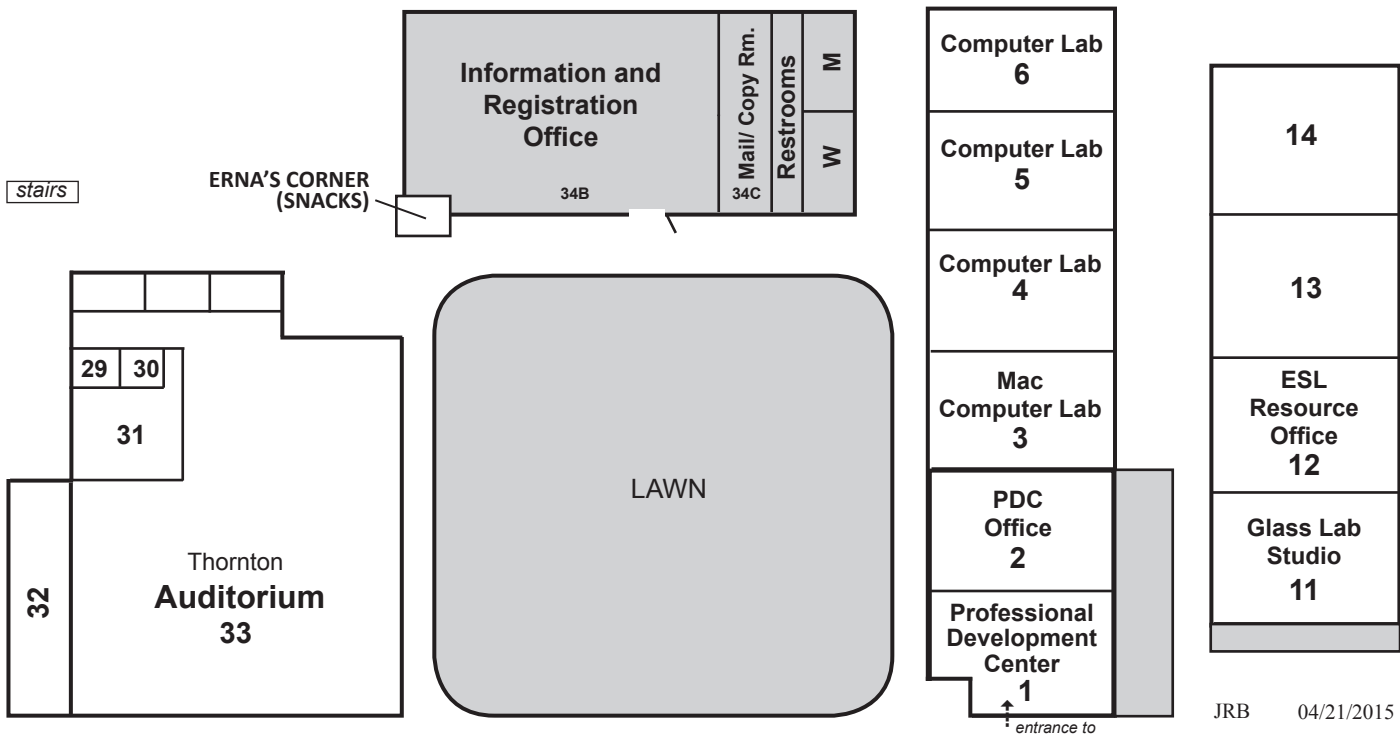 Information and
Registration
Office
34B
Mail/ Copy Rm.
34C
Restrooms
M
W
ERNA'S CORNER
(SNACKS)
stairs
29
30
31
32
Thornton
Auditorium
33
LAWN
Computer Lab
6
Computer Lab
5
Computer Lab
4
Mac
Computer Lab
3
PDC
Office
2
Professional
Development
Center
1
entrance to
14
13
ESL
Resource
Office
12
Glass Lab
Studio
11
JRB 04/21/2015